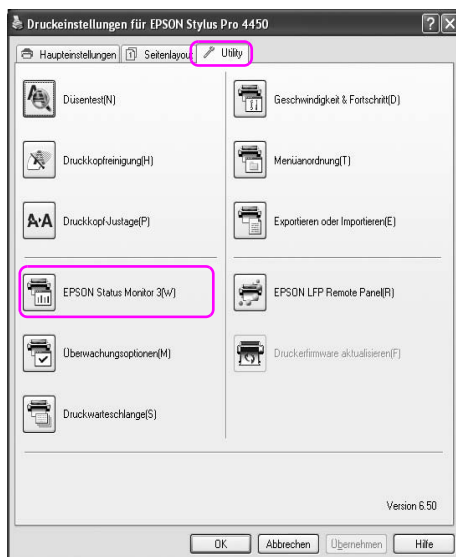 Druckeinstellungen für EPSON Stylus Pro 4450
Haupteinstellungen
Seitenlayout
Utility
Düsentest(N)
Geschwindigkeit & Fortschritt(D)
Druckkopfreinigung(H)
Menüanordnung(T)
Druckkopf-Justage(P)
Exportieren oder Importieren(E)
EPSON Status Monitor 3(W)
EPSON LFP Remote Panel(R)
Überwachungsoptionen(M)
Druckerfirmware aktualisieren(F)
Druckwarteschlange(S)
Version 6.50
OK
Abbrechen
Übernehmen
Hilfe